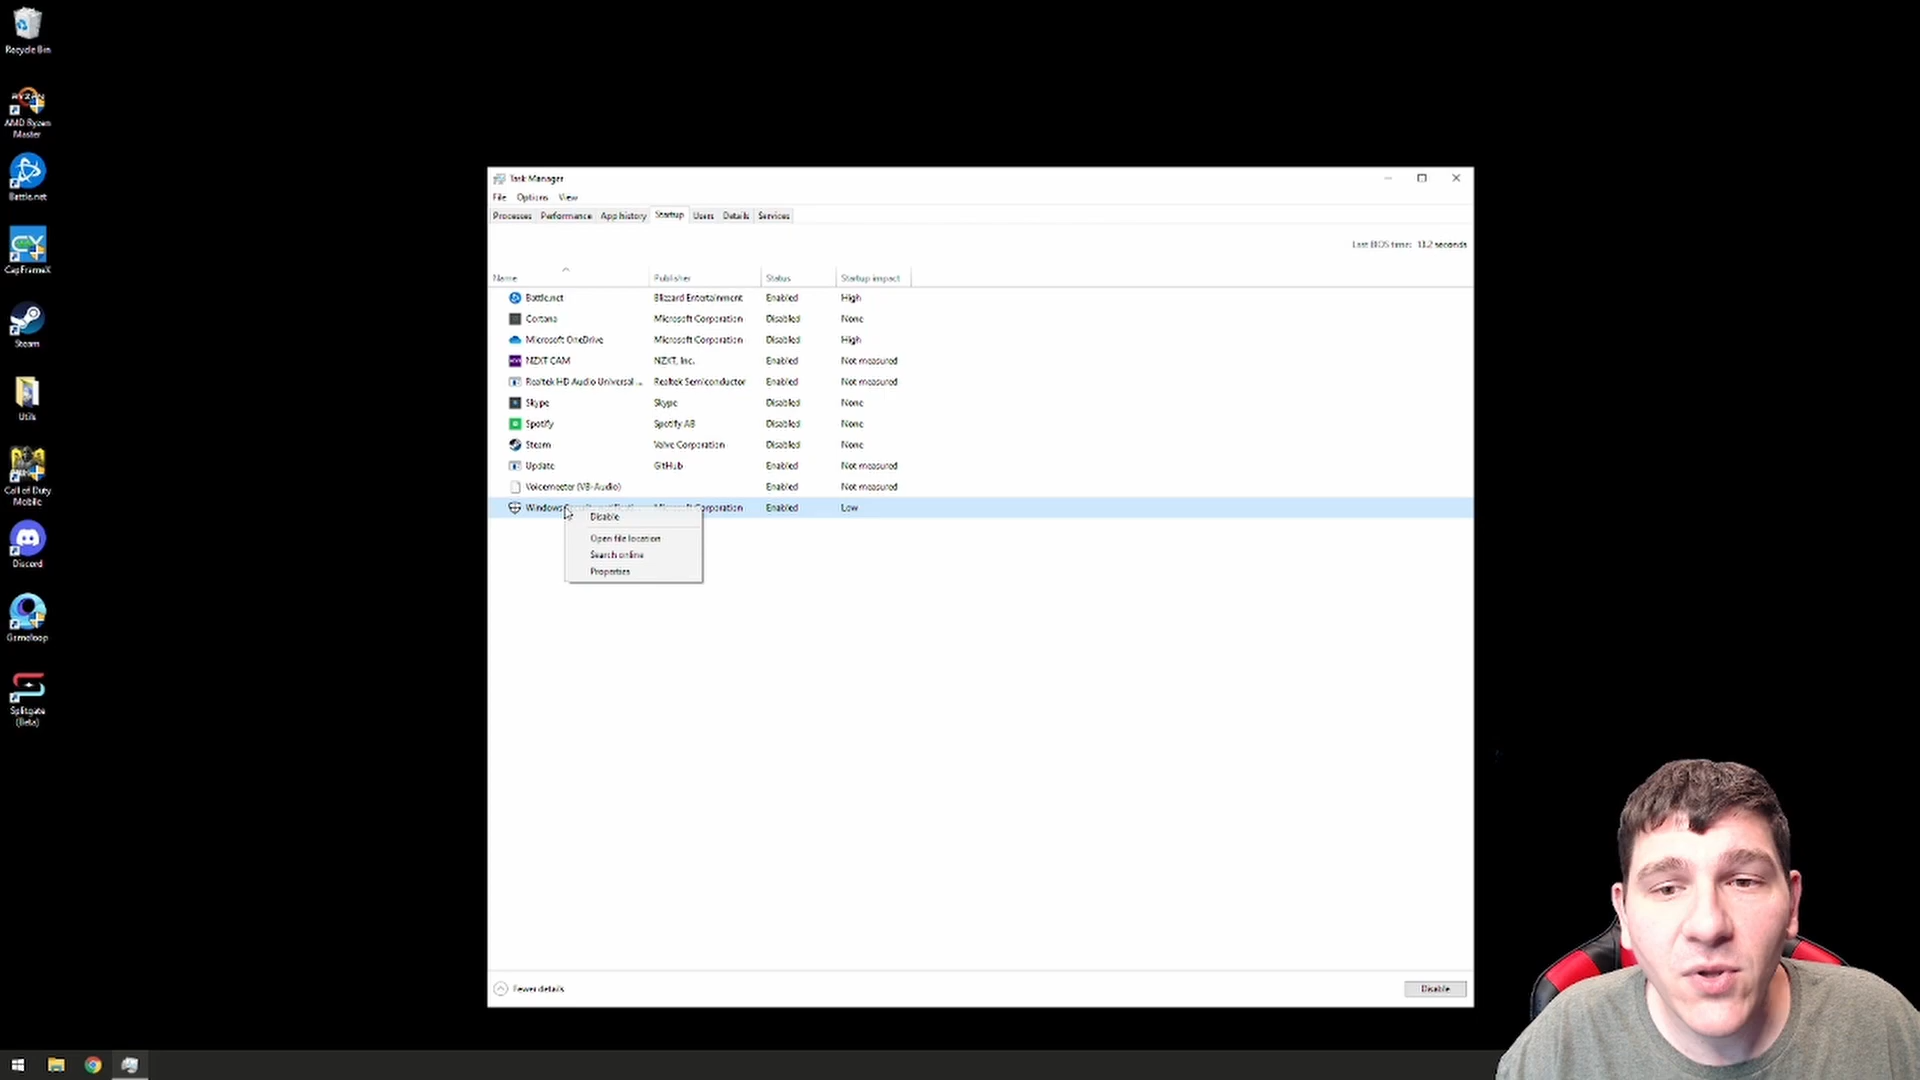 Recycle Bin
AMD Ryzen
Master
Battle.net
CapFrameX
Steam
Utils
Call of Duty
Mobile
Discord
Gameloop
Splitgate
(Beta)
Task Manager
File Options View
Processes Performance App history Startup Users Details Services
Last BIOS time: 13.2 seconds
Name Publisher Status Startup impact
Battle.net Blizzard Entertainment Enabled High
Cortana Microsoft Corporation Disabled None
Microsoft OneDrive Microsoft Corporation Disabled High
NZXT CAM NZXT, Inc. Enabled Not measured
Realtek HD Audio Universal ... Realtek Semiconductor Enabled Not measured
Skype Skype Disabled None
Spotify Spotify AB Disabled None
Steam Valve Corporation Disabled None
Update GitHub Enabled Not measured
Voicemeeter (VB-Audio) Enabled Not measured
Windows Corporation Enabled Low
Disable
Open file location
Search online
Properties
Fewer details
Disable